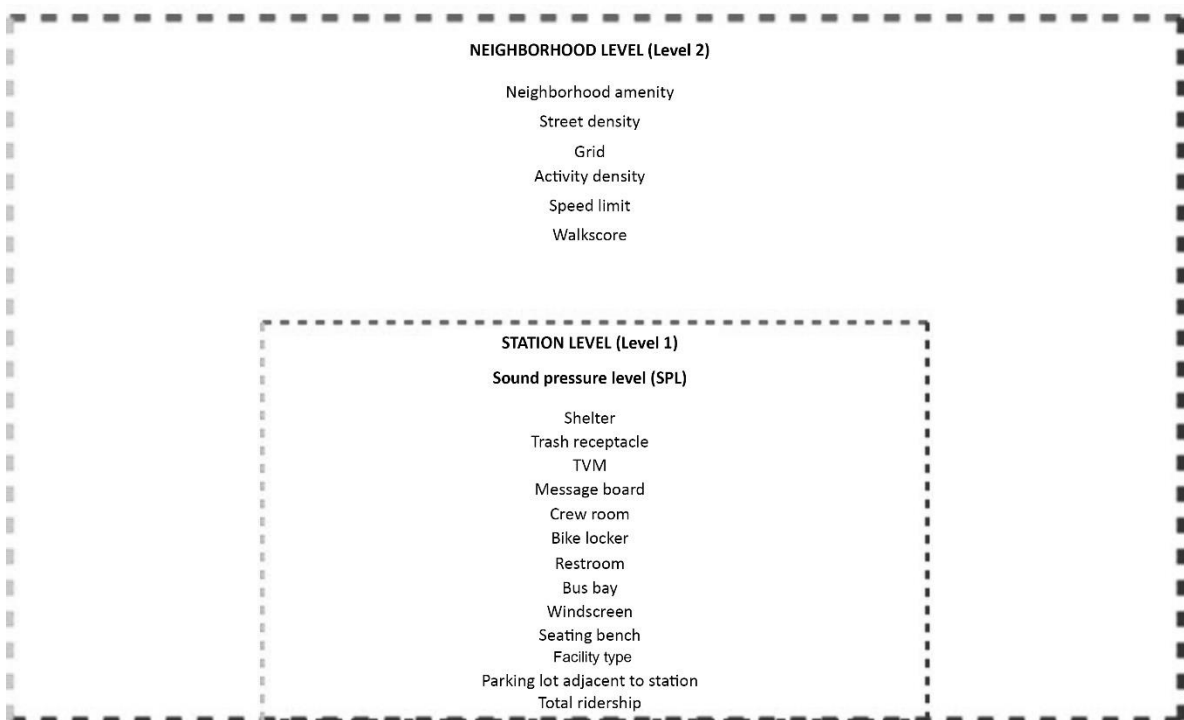 NEIGHBORHOOD LEVEL (Level 2)
Neighborhood amenity
Street density
Grid
Activity density
Speed limit
Walkscore
STATION LEVEL (Level 1)
Sound pressure level (SPL)
Shelter
Trash receptacle
TVM
Message board
Crew room
Bike locker
Restroom
Bus bay
Windscreen
Seating bench
Facility type
Parking lot adjacent to station
Total ridership